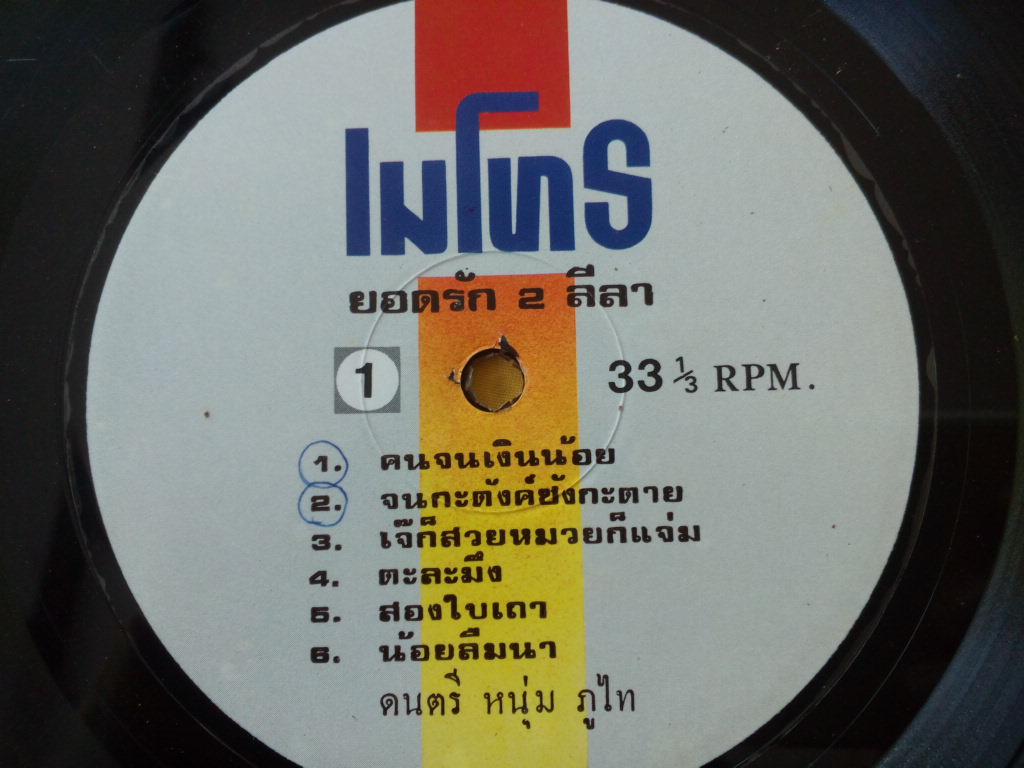 เมโทร
ยอดรัก 2 ลีลา
1 33 ⅓ RPM.
1. คนจนเงินน้อย
2. จนกะตังค์ซังกะตาย
3. เจ๊ก็สวยหมวยก็แจ่ม
4. ตะละมึง
5. สองใบเถา
6. น้อยลืมนา
ดนตรี หนุ่ม ภูไท